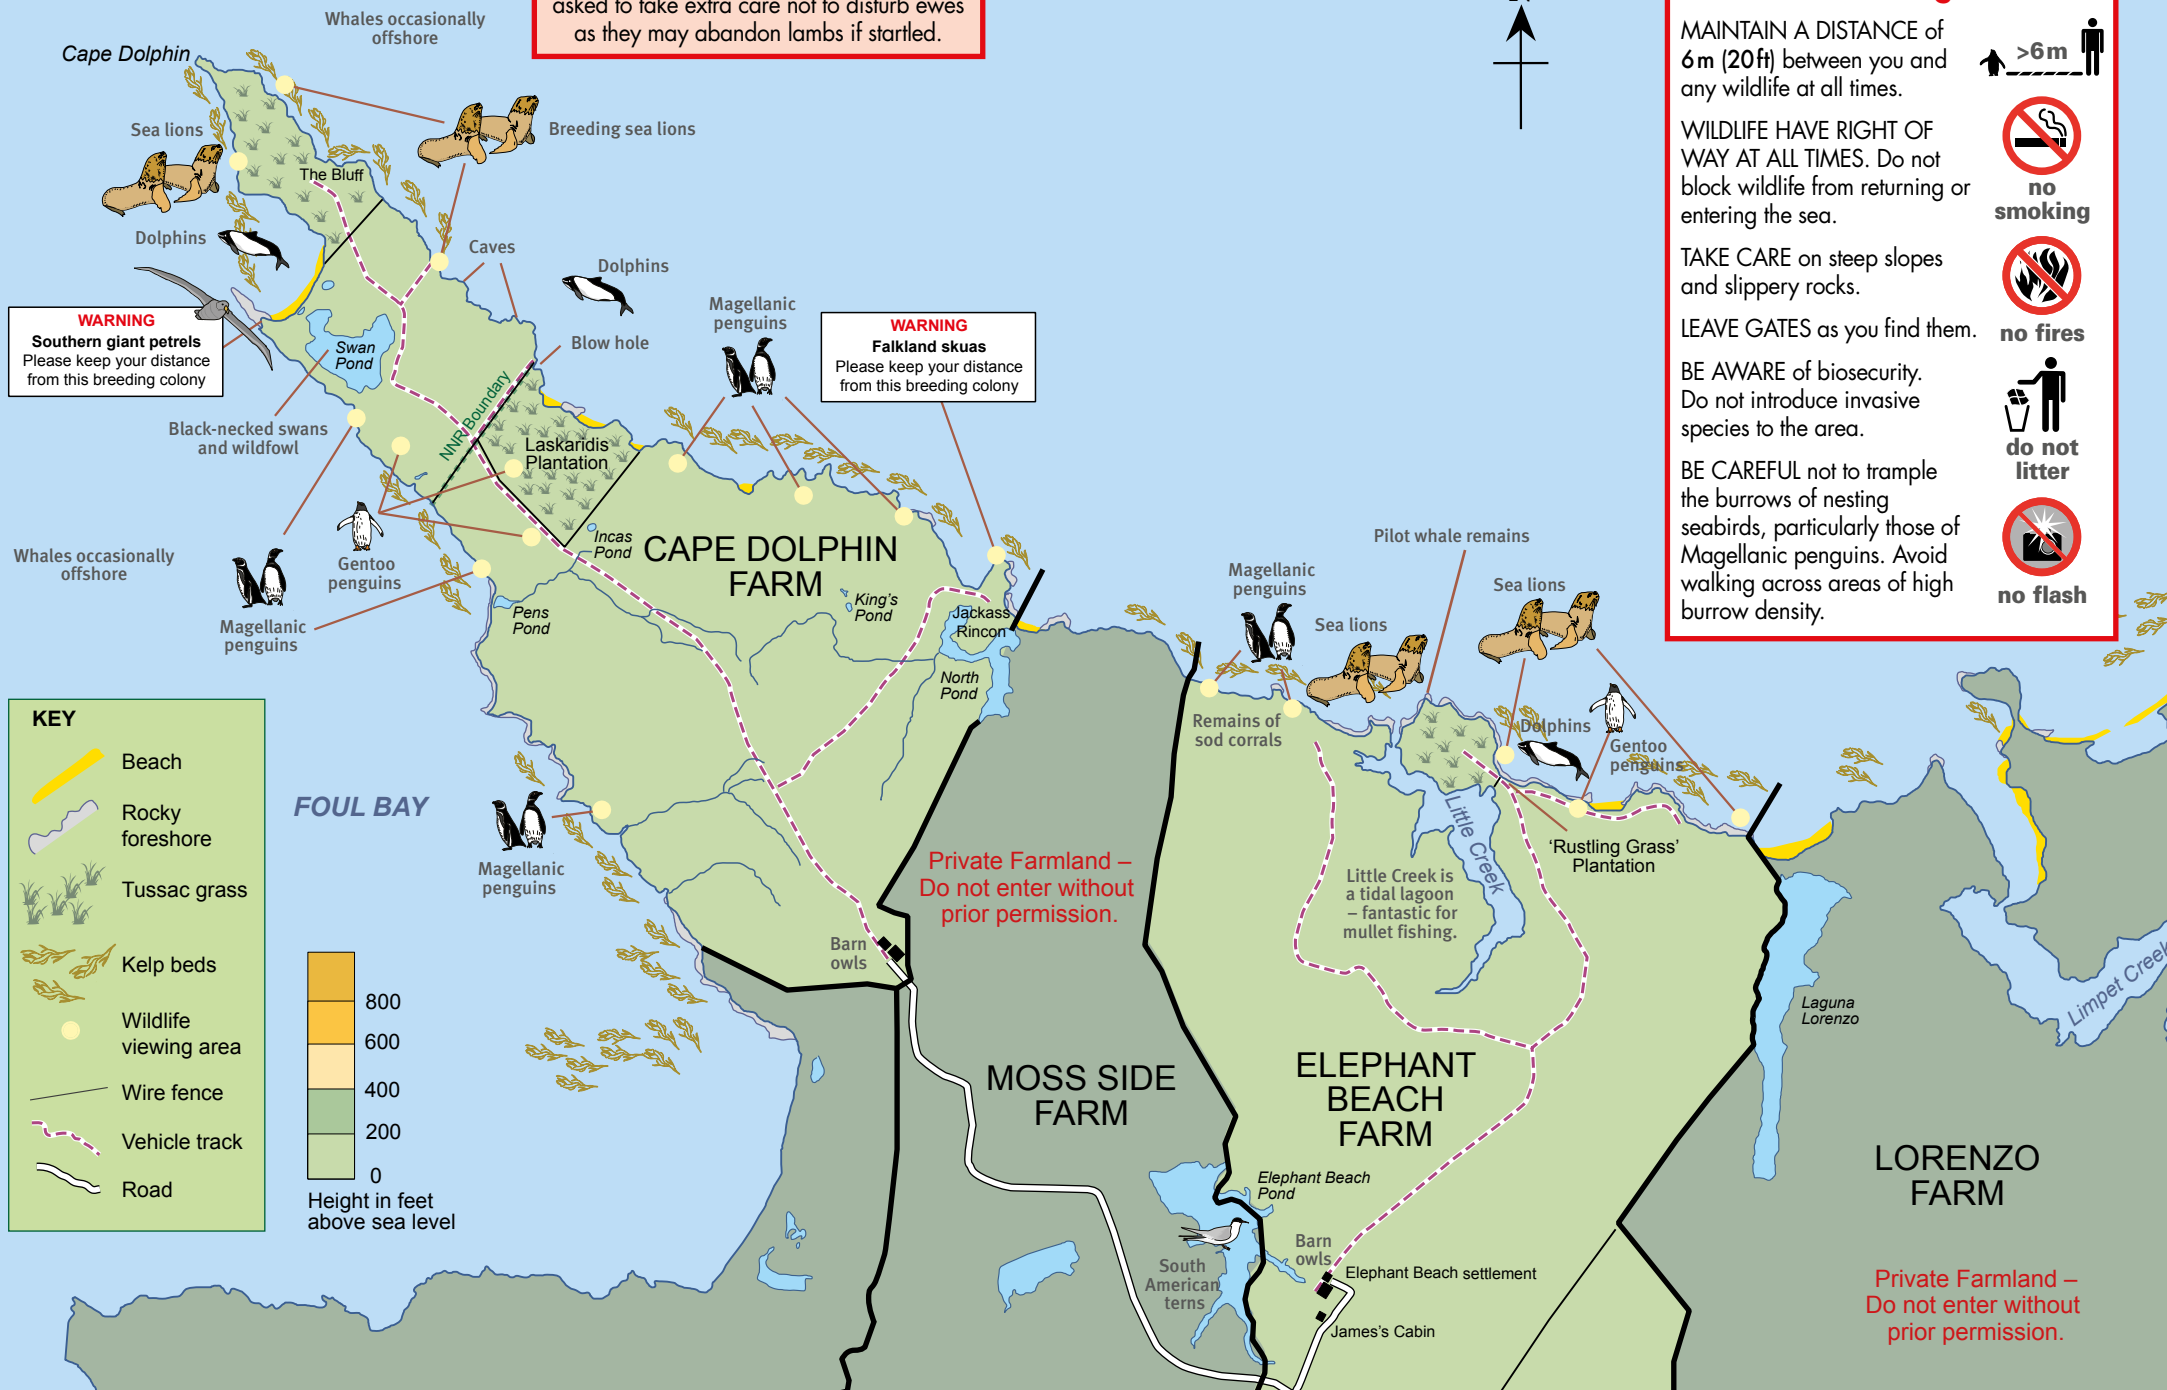 asked to take extra care not to disturb ewes
as they may abandon lambs if startled.
Whales occasionally
offshore
Cape Dolphin
Sea lions
Breeding sea lions
The Bluff
Dolphins
Caves
Dolphins
WARNING
Southern giant petrels
Please keep your distance
from this breeding colony
Swan
Pond
Blow hole
Magellanic
penguins
WARNING
Falkland skuas
Please keep your distance
from this breeding colony
Black-necked swans
and wildfowl
NNR Boundary
Laskaridis
Plantation
Whales occasionally
offshore
Gentoo
penguins
Incas
Pond
CAPE DOLPHIN
FARM
Magellanic
penguins
Pens
Pond
King's
Pond
Jackass
Rincon
North
Pond
Magellanic
penguins
FOUL BAY
Barn
owls
Private Farmland –
Do not enter without
prior permission.
MOSS SIDE
FARM
Pilot whale remains
Magellanic
penguins
Sea lions
Sea lions
Remains of
sod corrals
Dolphins
Gentoo
penguins
Little Creek
'Rustling Grass'
Plantation
Little Creek is
a tidal lagoon
– fantastic for
mullet fishing.
ELEPHANT
BEACH
FARM
Elephant Beach
Pond
South
American
terns
Barn
owls
Elephant Beach settlement
James's Cabin
Laguna
Lorenzo
Limpet Creek
LORENZO
FARM
Private Farmland –
Do not enter without
prior permission.
KEY
Beach
Rocky
foreshore
Tussac grass
Kelp beds
Wildlife
viewing area
Wire fence
Vehicle track
Road
800
600
400
200
0
Height in feet
above sea level
MAINTAIN A DISTANCE of
6m (20ft) between you and
any wildlife at all times.
>6m
WILDLIFE HAVE RIGHT OF
WAY AT ALL TIMES. Do not
block wildlife from returning or
entering the sea.
no
smoking
TAKE CARE on steep slopes
and slippery rocks.
LEAVE GATES as you find them.
no fires
BE AWARE of biosecurity.
Do not introduce invasive
species to the area.
do not
litter
BE CAREFUL not to trample
the burrows of nesting
seabirds, particularly those of
Magellanic penguins. Avoid
walking across areas of high
burrow density.
no flash